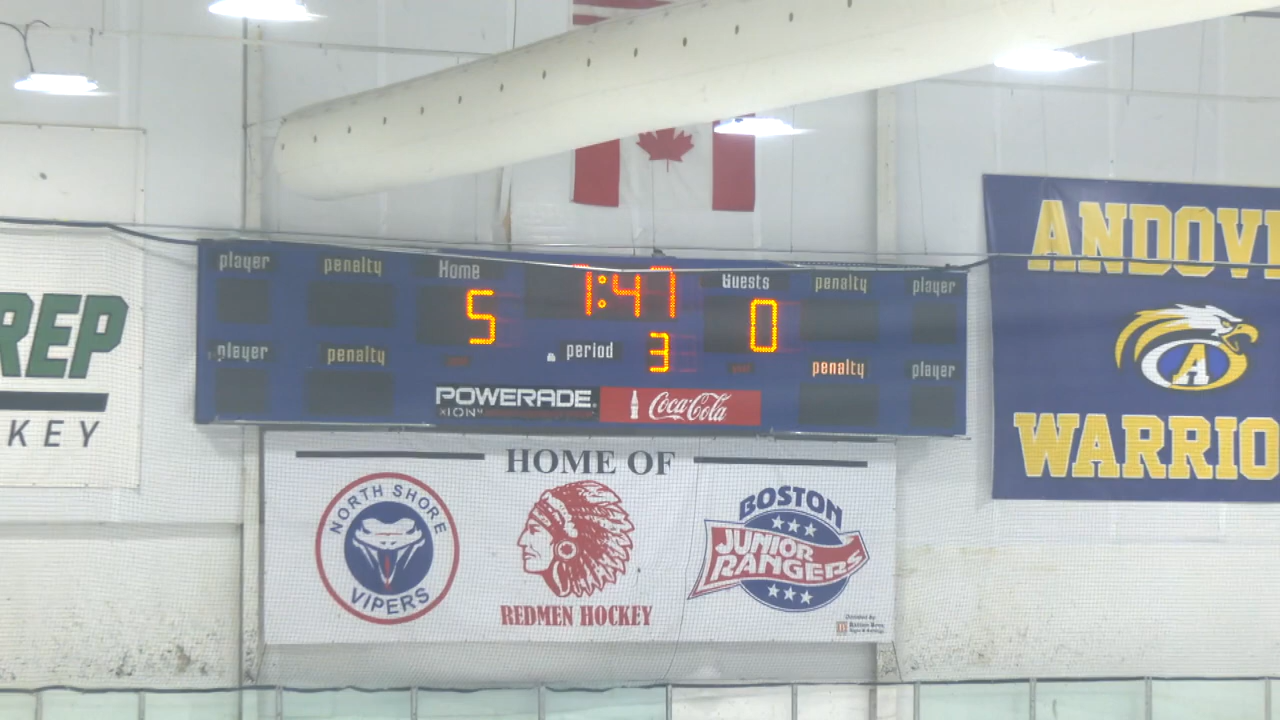 player penalty Home 1:47 Guests penalty player
5 0
player penalty period 3 penalty player
POWERADE Coca-Cola
ION4
REP
KEY
HOME OF
NORTH SHORE
VIPERS
REDMEN HOCKEY
BOSTON
JUNIOR
RANGERS
ANDOV
A
WARRIO